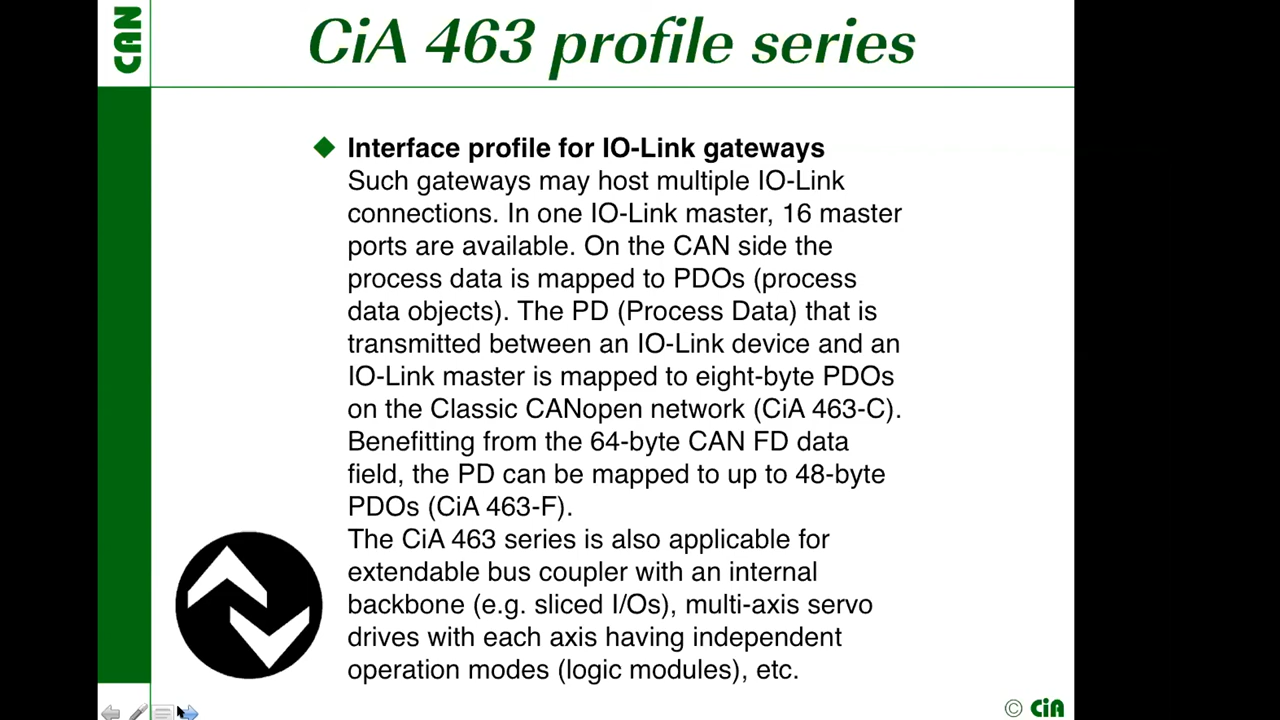 CAN
CiA 463 profile series
Interface profile for IO-Link gateways
Such gateways may host multiple IO-Link
connections. In one IO-Link master, 16 master
ports are available. On the CAN side the
process data is mapped to PDOs (process
data objects). The PD (Process Data) that is
transmitted between an IO-Link device and an
IO-Link master is mapped to eight-byte PDOs
on the Classic CANopen network (CiA 463-C).
Benefitting from the 64-byte CAN FD data
field, the PD can be mapped to up to 48-byte
PDOs (CiA 463-F).
The CiA 463 series is also applicable for
extendable bus coupler with an internal
backbone (e.g. sliced I/Os), multi-axis servo
drives with each axis having independent
operation modes (logic modules), etc.
© CiA